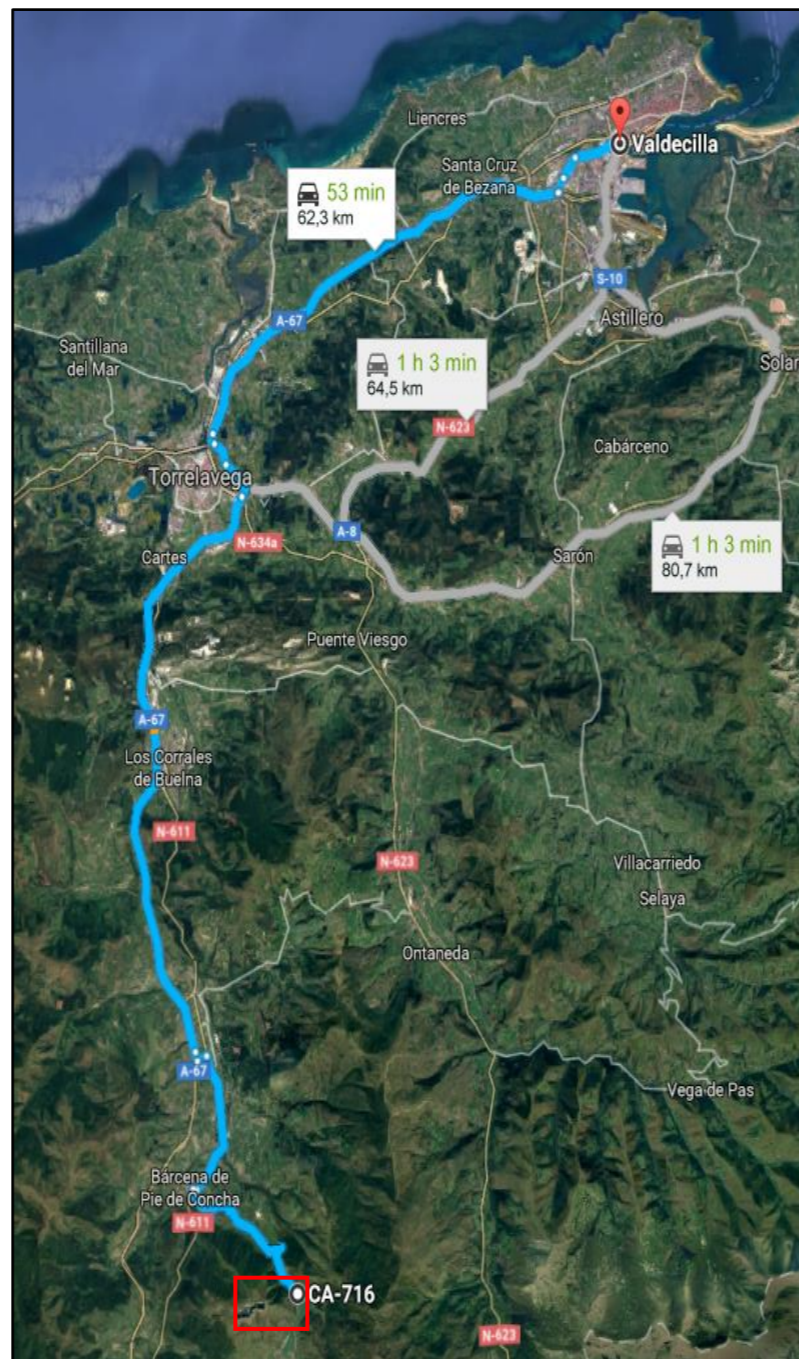 Liencres
Valdecilla
Santa Cruz
de Bezana
53 min
62,3 km
S-10
A-67
Astillero
Santillana
del Mar
1 h 3 min
64,5 km
Solar
N-623
Cabárceno
Torrelavega
A-8
N-634a
1 h 3 min
80,7 km
Cartes
Sarón
Puente Viesgo
A-67
Los Corrales
de Buelna
N-611
N-623
Villacarriedo
Selaya
Ontaneda
A-67
Vega de Pas
Bárcena de
Pie de Concha
N-611
CA-716
N-623